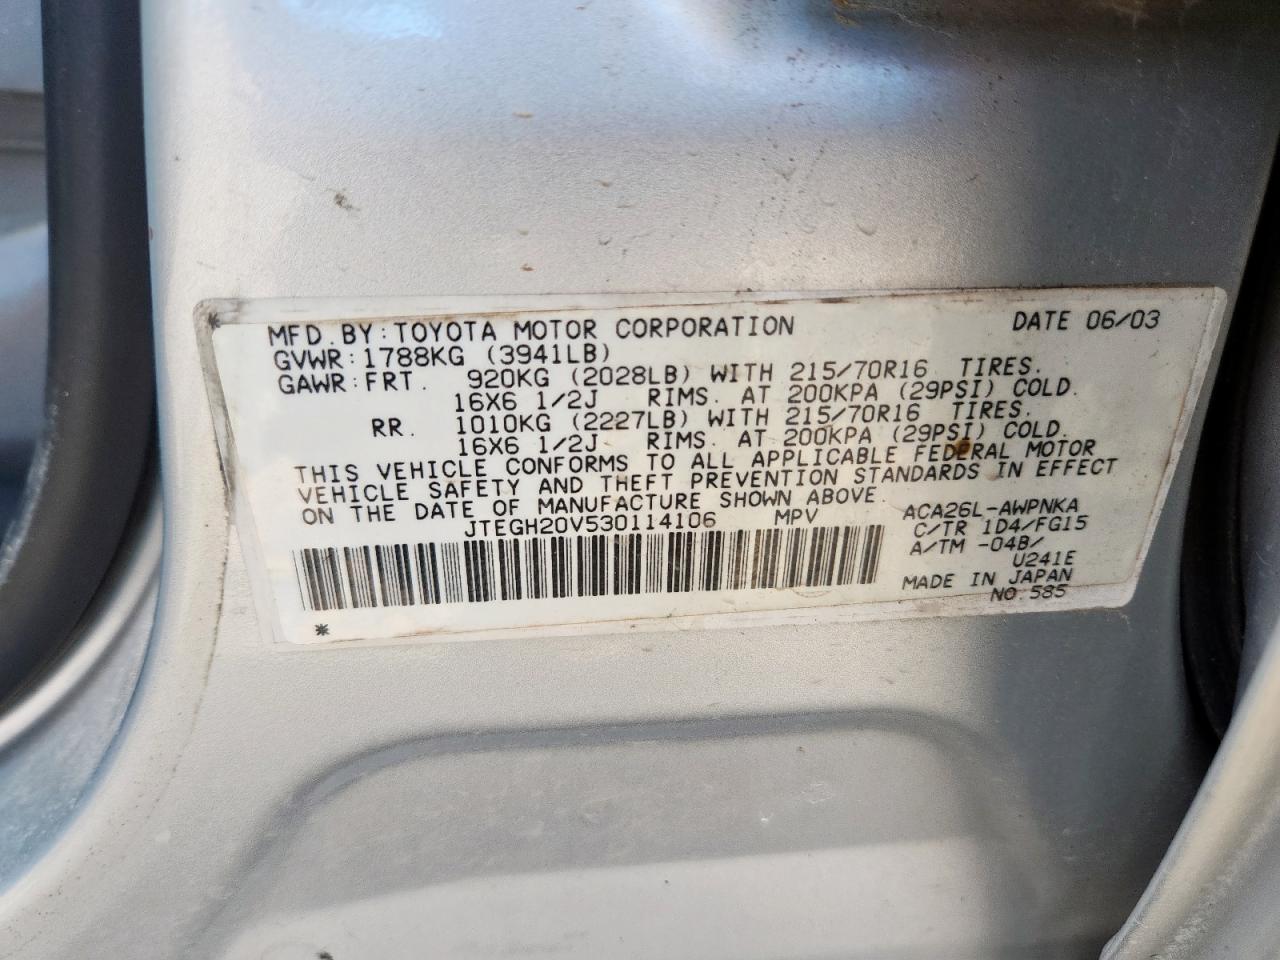 MFD.BY:TOYOTA MOTOR CORPORATION DATE 06/03
GVWR:1788KG (3941LB)
GAWR:FRT. 920KG (2028LB) WITH 215/70R16 TIRES.
16X6 1/2J RIMS. AT 200KPA (29PSI) COLD.
RR. 1010KG (2227LB) WITH 215/70R16 TIRES.
16X6 1/2J RIMS. AT 200KPA (29PSI) COLD.
THIS VEHICLE CONFORMS TO ALL APPLICABLE FEDERAL MOTOR
VEHICLE SAFETY AND THEFT PREVENTION STANDARDS IN EFFECT
ON THE DATE OF MANUFACTURE SHOWN ABOVE.
JTEGH20V530114106 MPV
ACA26L-AWPNKA
C/TR 1D4/FG15
A/TM -04B/
U241E
MADE IN JAPAN
NO.585